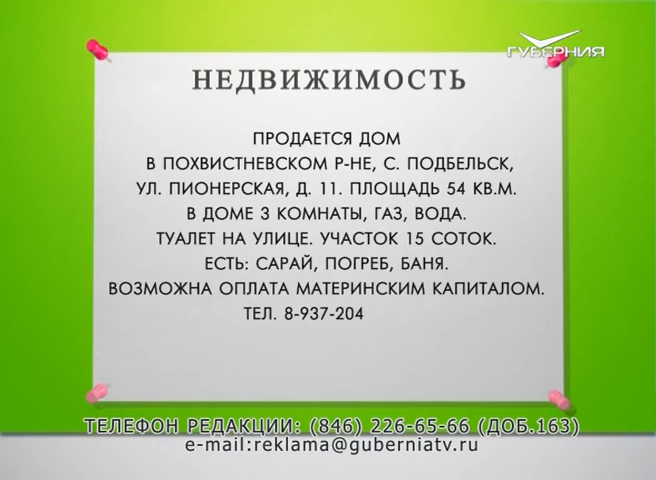 ГУБЕРНИЯ
НЕДВИЖИМОСТЬ
ПРОДАЕТСЯ ДОМ
В ПОХВИСТНЕВСКОМ Р-НЕ, С. ПОДБЕЛЬСК,
УЛ. ПИОНЕРСКАЯ, Д. 11. ПЛОЩАДЬ 54 КВ.М.
В ДОМЕ 3 КОМНАТЫ, ГАЗ, ВОДА.
ТУАЛЕТ НА УЛИЦЕ. УЧАСТОК 15 СОТОК.
ЕСТЬ: САРАЙ, ПОГРЕБ, БАНЯ.
ВОЗМОЖНА ОПЛАТА МАТЕРИНСКИМ КАПИТАЛОМ.
ТЕЛ. 8-937-204
ТЕЛЕФОН РЕДАКЦИИ: (846) 226-65-66 (ДОБ.163)
e-mail:reklama@guberniatv.ru